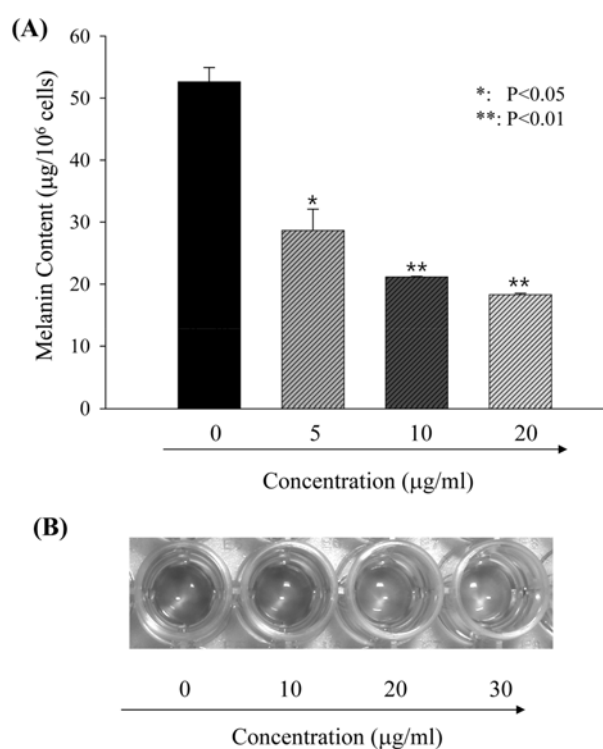 (A)
60
50
40
30
20
10
0
Melanin Content (µg/10⁶ cells)
*: P<0.05
**: P<0.01
*
**
**
0 5 10 20
Concentration (µg/ml)
(B)
0 10 20 30
Concentration (µg/ml)